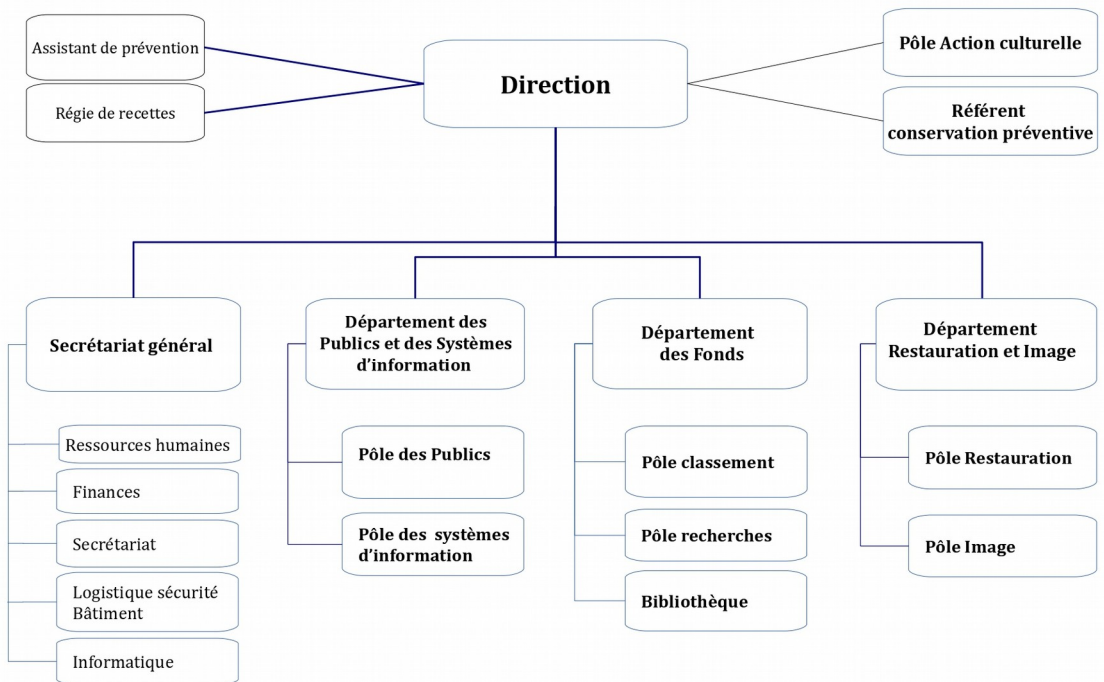 Assistant de prévention
Régie de recettes
Direction
Pôle Action culturelle
Référent
conservation préventive
Secrétariat général
Ressources humaines
Finances
Secrétariat
Logistique sécurité
Bâtiment
Informatique
Département des
Publics et des Systèmes
d’information
Pôle des Publics
Pôle des systèmes
d’information
Département
des Fonds
Pôle classement
Pôle recherches
Bibliothèque
Département
Restauration et Image
Pôle Restauration
Pôle Image